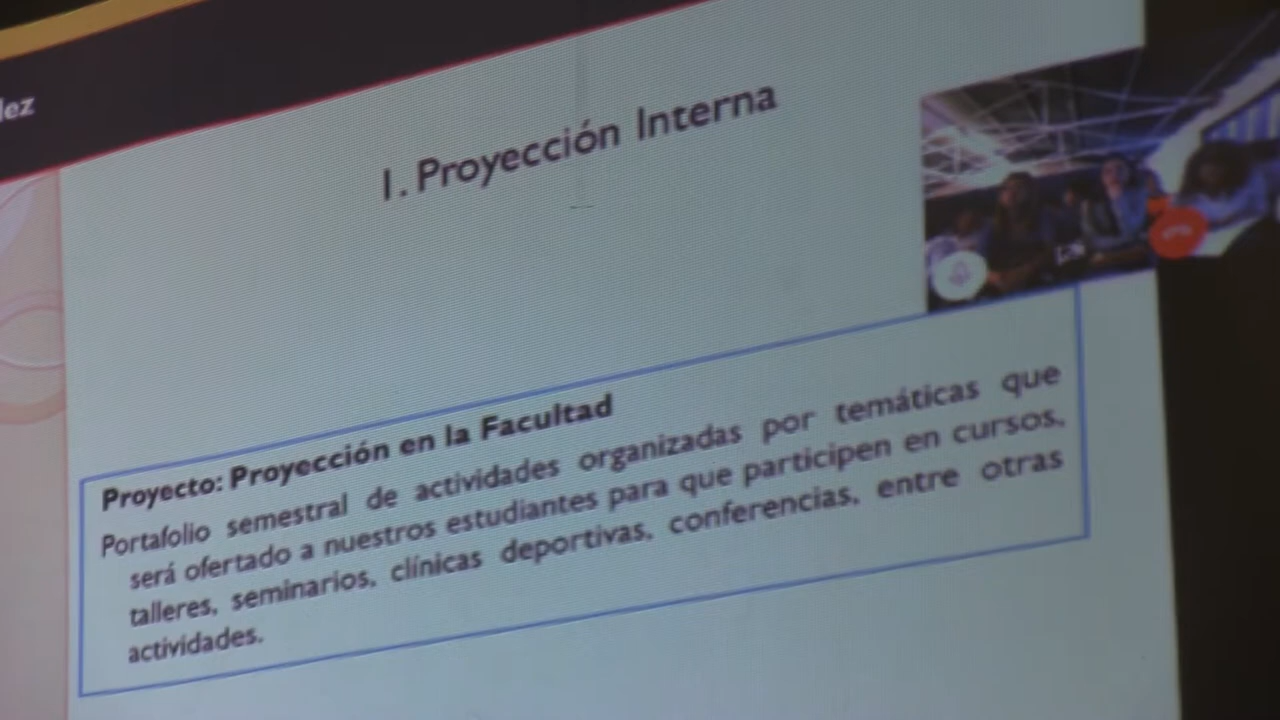 lez
1. Proyección Interna
Proyecto: Proyección en la Facultad
Portafolio semestral de actividades organizadas por temáticas que
será ofertado a nuestros estudiantes para que participen en cursos,
talleres, seminarios, clínicas deportivas, conferencias, entre otras
actividades.